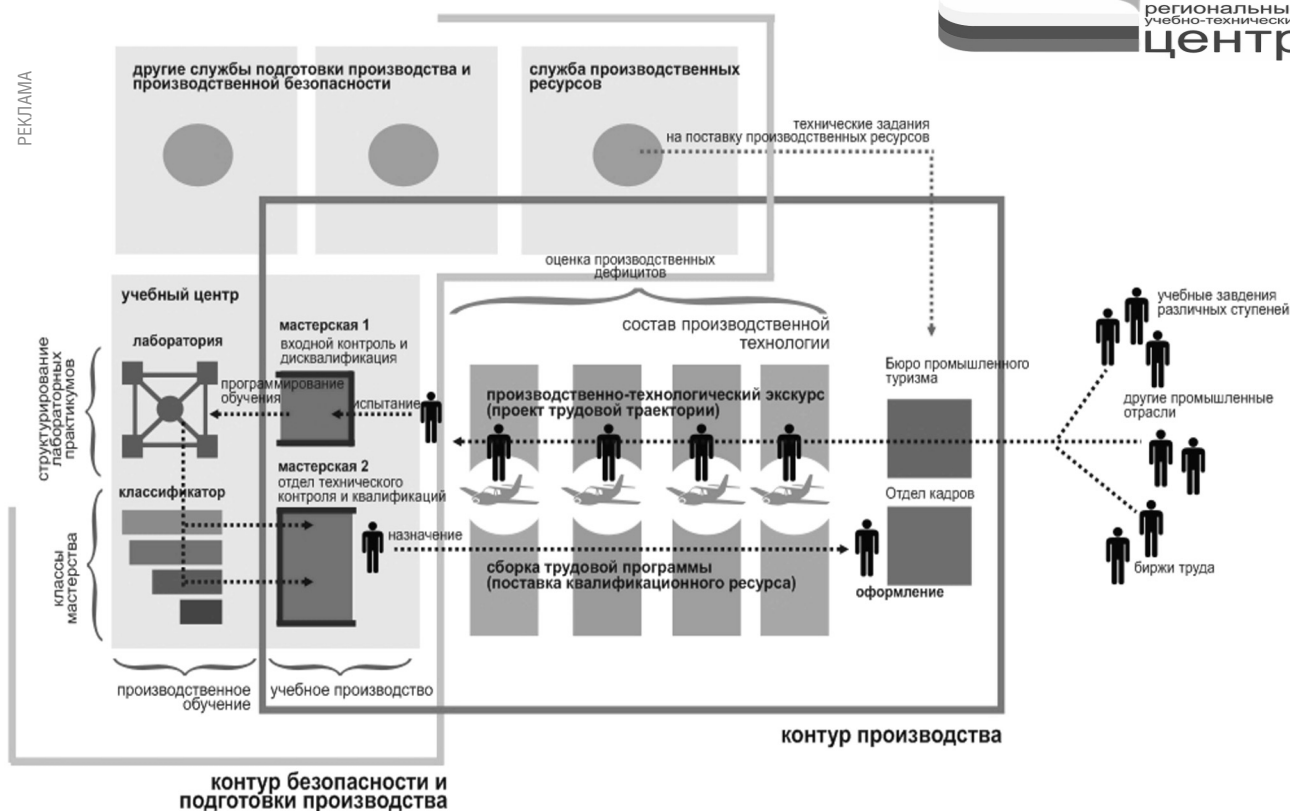 региональны
учебно-технически
центр
РЕКЛАМА
другие службы подготовки производства и
производственной безопасности
служба производственных
ресурсов
технические задания
на поставку производственных ресурсов
оценка производственных
дефицитов
учебный центр
лаборатория
мастерская 1
входной контроль и
дисквалификация
состав производственной
технологии
учебные завдения
различных ступеней
Бюро промышленного
туризма
структурирование
лабораторных
практикумов
программирование
обучения
испытание
производственно-технологический экскурс
(проект трудовой траектории)
другие промышленные
отрасли
мастерская 2
отдел технического
контроля и квалификаций
классификатор
Отдел кадров
назначение
классы
мастерства
сборка трудовой программы
(поставка квалификационного ресурса)
оформление
биржи труда
производственное
обучение
учебное производство
контур производства
контур безопасности и
подготовки производства